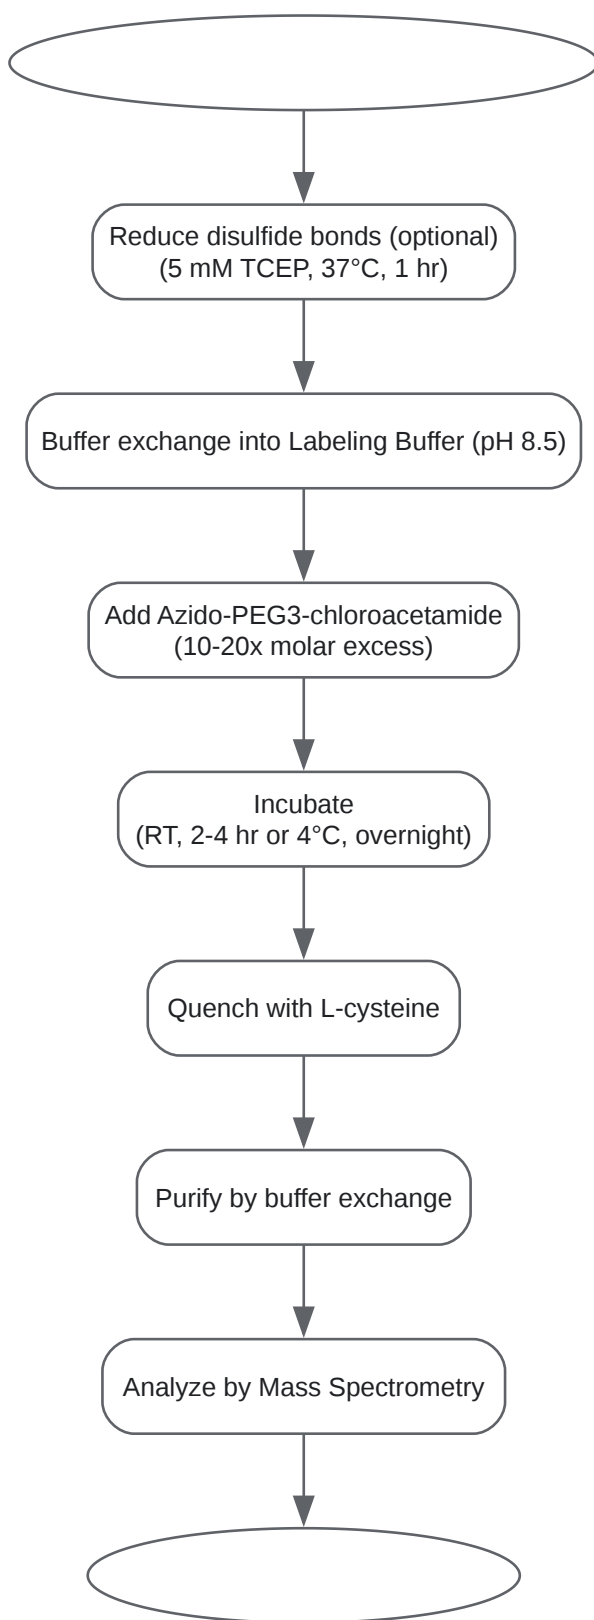 Reduce disulfide bonds (optional)
(5 mM TCEP, 37°C, 1 hr)
Buffer exchange into Labeling Buffer (pH 8.5)
Add Azido-PEG3-chloroacetamide
(10-20x molar excess)
Incubate
(RT, 2-4 hr or 4°C, overnight)
Quench with L-cysteine
Purify by buffer exchange
Analyze by Mass Spectrometry